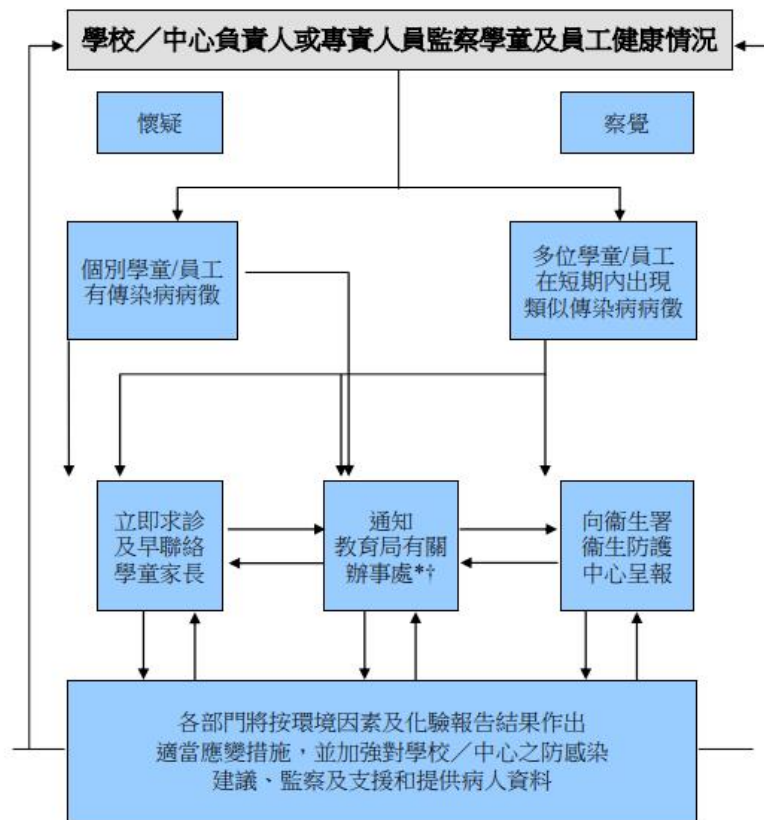 學校／中心負責人或專責人員監察學童及員工健康情況
懷疑
察覺
個別學童/員工
有傳染病病徵
多位學童/員工
在短期內出現
類似傳染病病徵
立即求診
及早聯絡
學童家長
通知
教育局有關
辦事處*†
向衞生署
衞生防護
中心呈報
各部門將按環境因素及化驗報告結果作出
適當應變措施，並加強對學校／中心之防感染
建議、監察及支援和提供病人資料